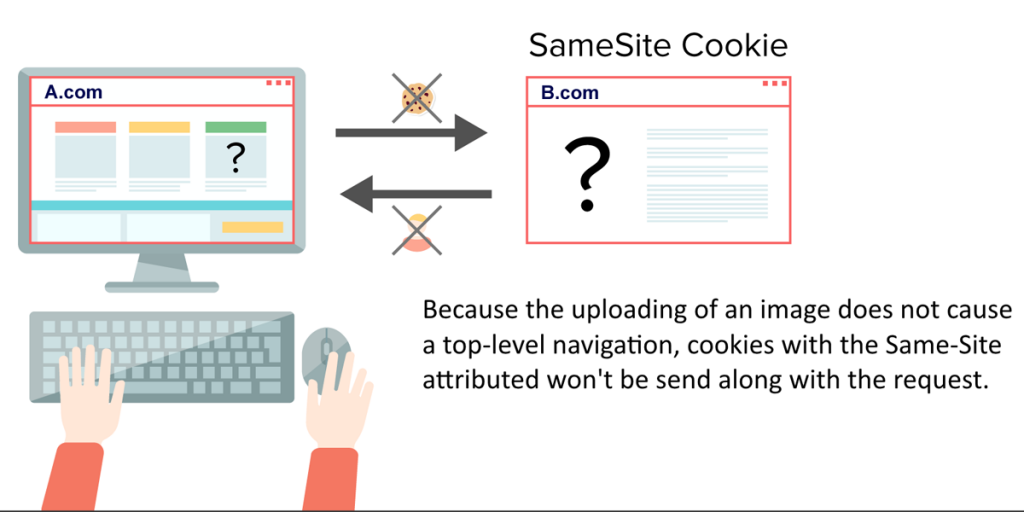 SameSite Cookie
A.com
B.com
?
?
Because the uploading of an image does not cause
a top-level navigation, cookies with the Same-Site
attributed won't be send along with the request.